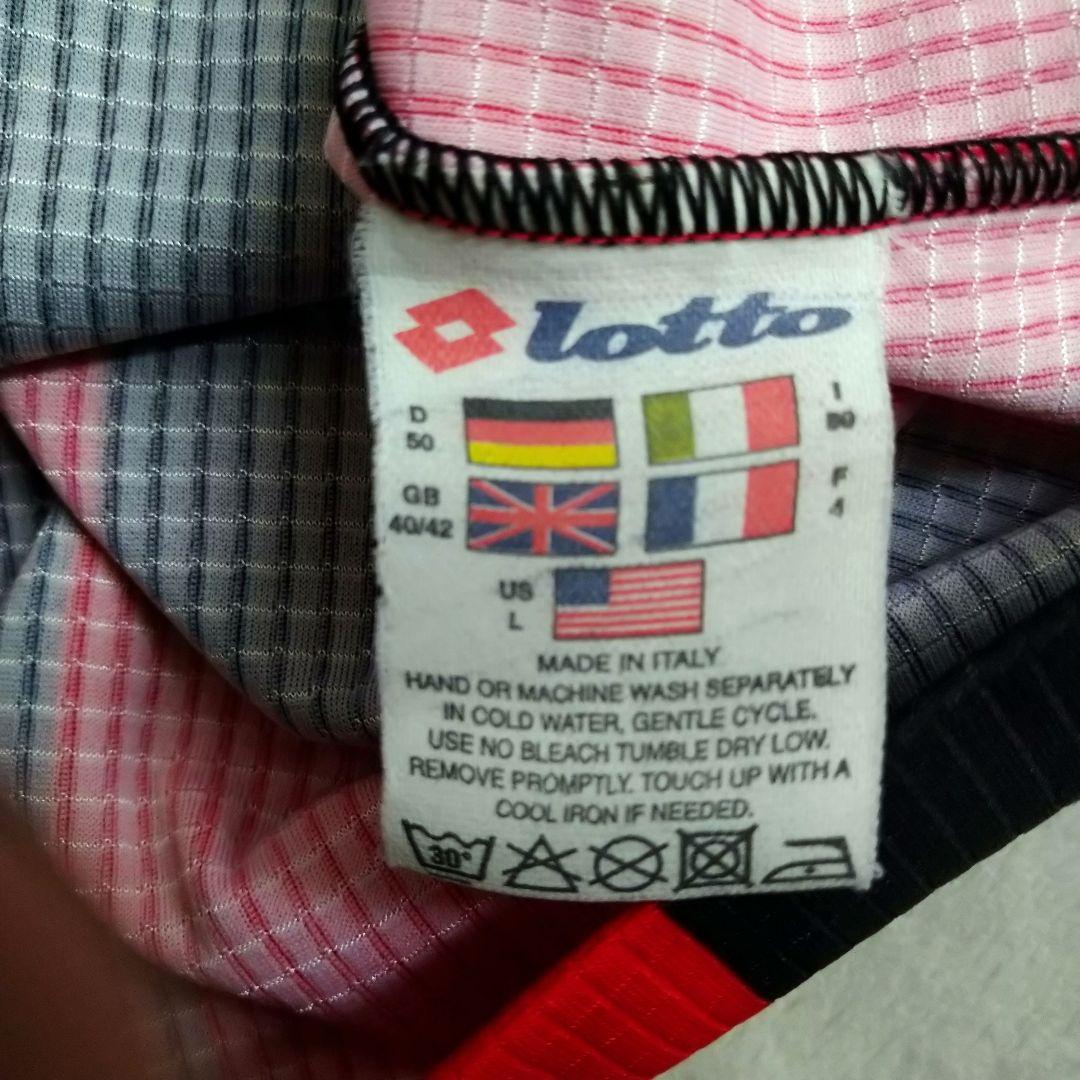 lotto
D I
50
GB F
40/42 4
US
L
MADE IN ITALY
HAND OR MACHINE WASH SEPARATELY
IN COLD WATER, GENTLE CYCLE.
USE NO BLEACH TUMBLE DRY LOW.
REMOVE PROMPTLY. TOUCH UP WITH A
COOL IRON IF NEEDED.
30°